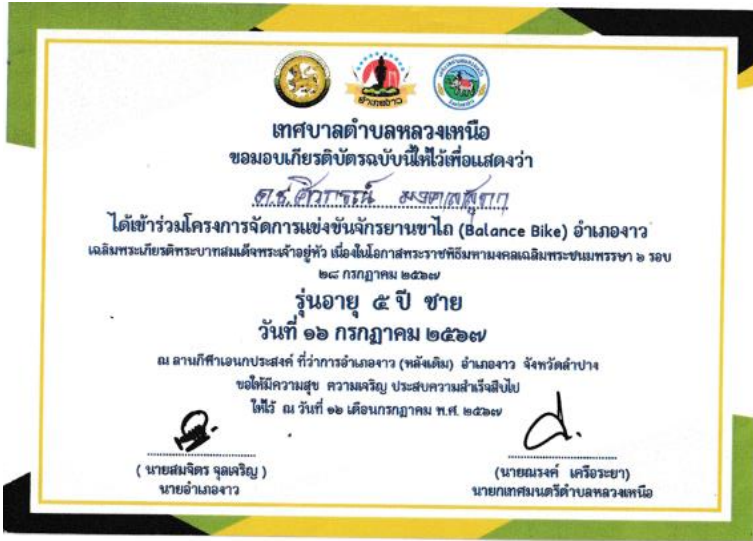 อำเภองาว
เทศบาลตำบลหลวงเหนือ
ขอมอบเกียรติบัตรฉบับนี้ให้ไว้เพื่อแสดงว่า
ด.ช.
ได้เข้าร่วมโครงการจัดการแข่งขันจักรยานขาไถ (Balance Bike) อำเภองาว
เฉลิมพระเกียรติพระบาทสมเด็จพระเจ้าอยู่หัว เนื่องในโอกาสพระราชพิธีมหามงคลเฉลิมพระชนมพรรษา ๖ รอบ
๒๘ กรกฎาคม ๒๕๖๗
รุ่นอายุ ๕ ปี ชาย
วันที่ ๑๖ กรกฎาคม ๒๕๖๗
ณ ลานกีฬาเอนกประสงค์ ที่ว่าการอำเภองาว (หลังเดิม) อำเภองาว จังหวัดลำปาง
ขอให้มีความสุข ความเจริญ ประสบความสำเร็จสืบไป
ให้ไว้ ณ วันที่ ๑๖ เดือนกรกฎาคม พ.ศ. ๒๕๖๗
( นายสมจิตร จุลเจริญ )
นายอำเภองาว
(นายณรงค์ เครือระยา)
นายกเทศมนตรีตำบลหลวงเหนือ